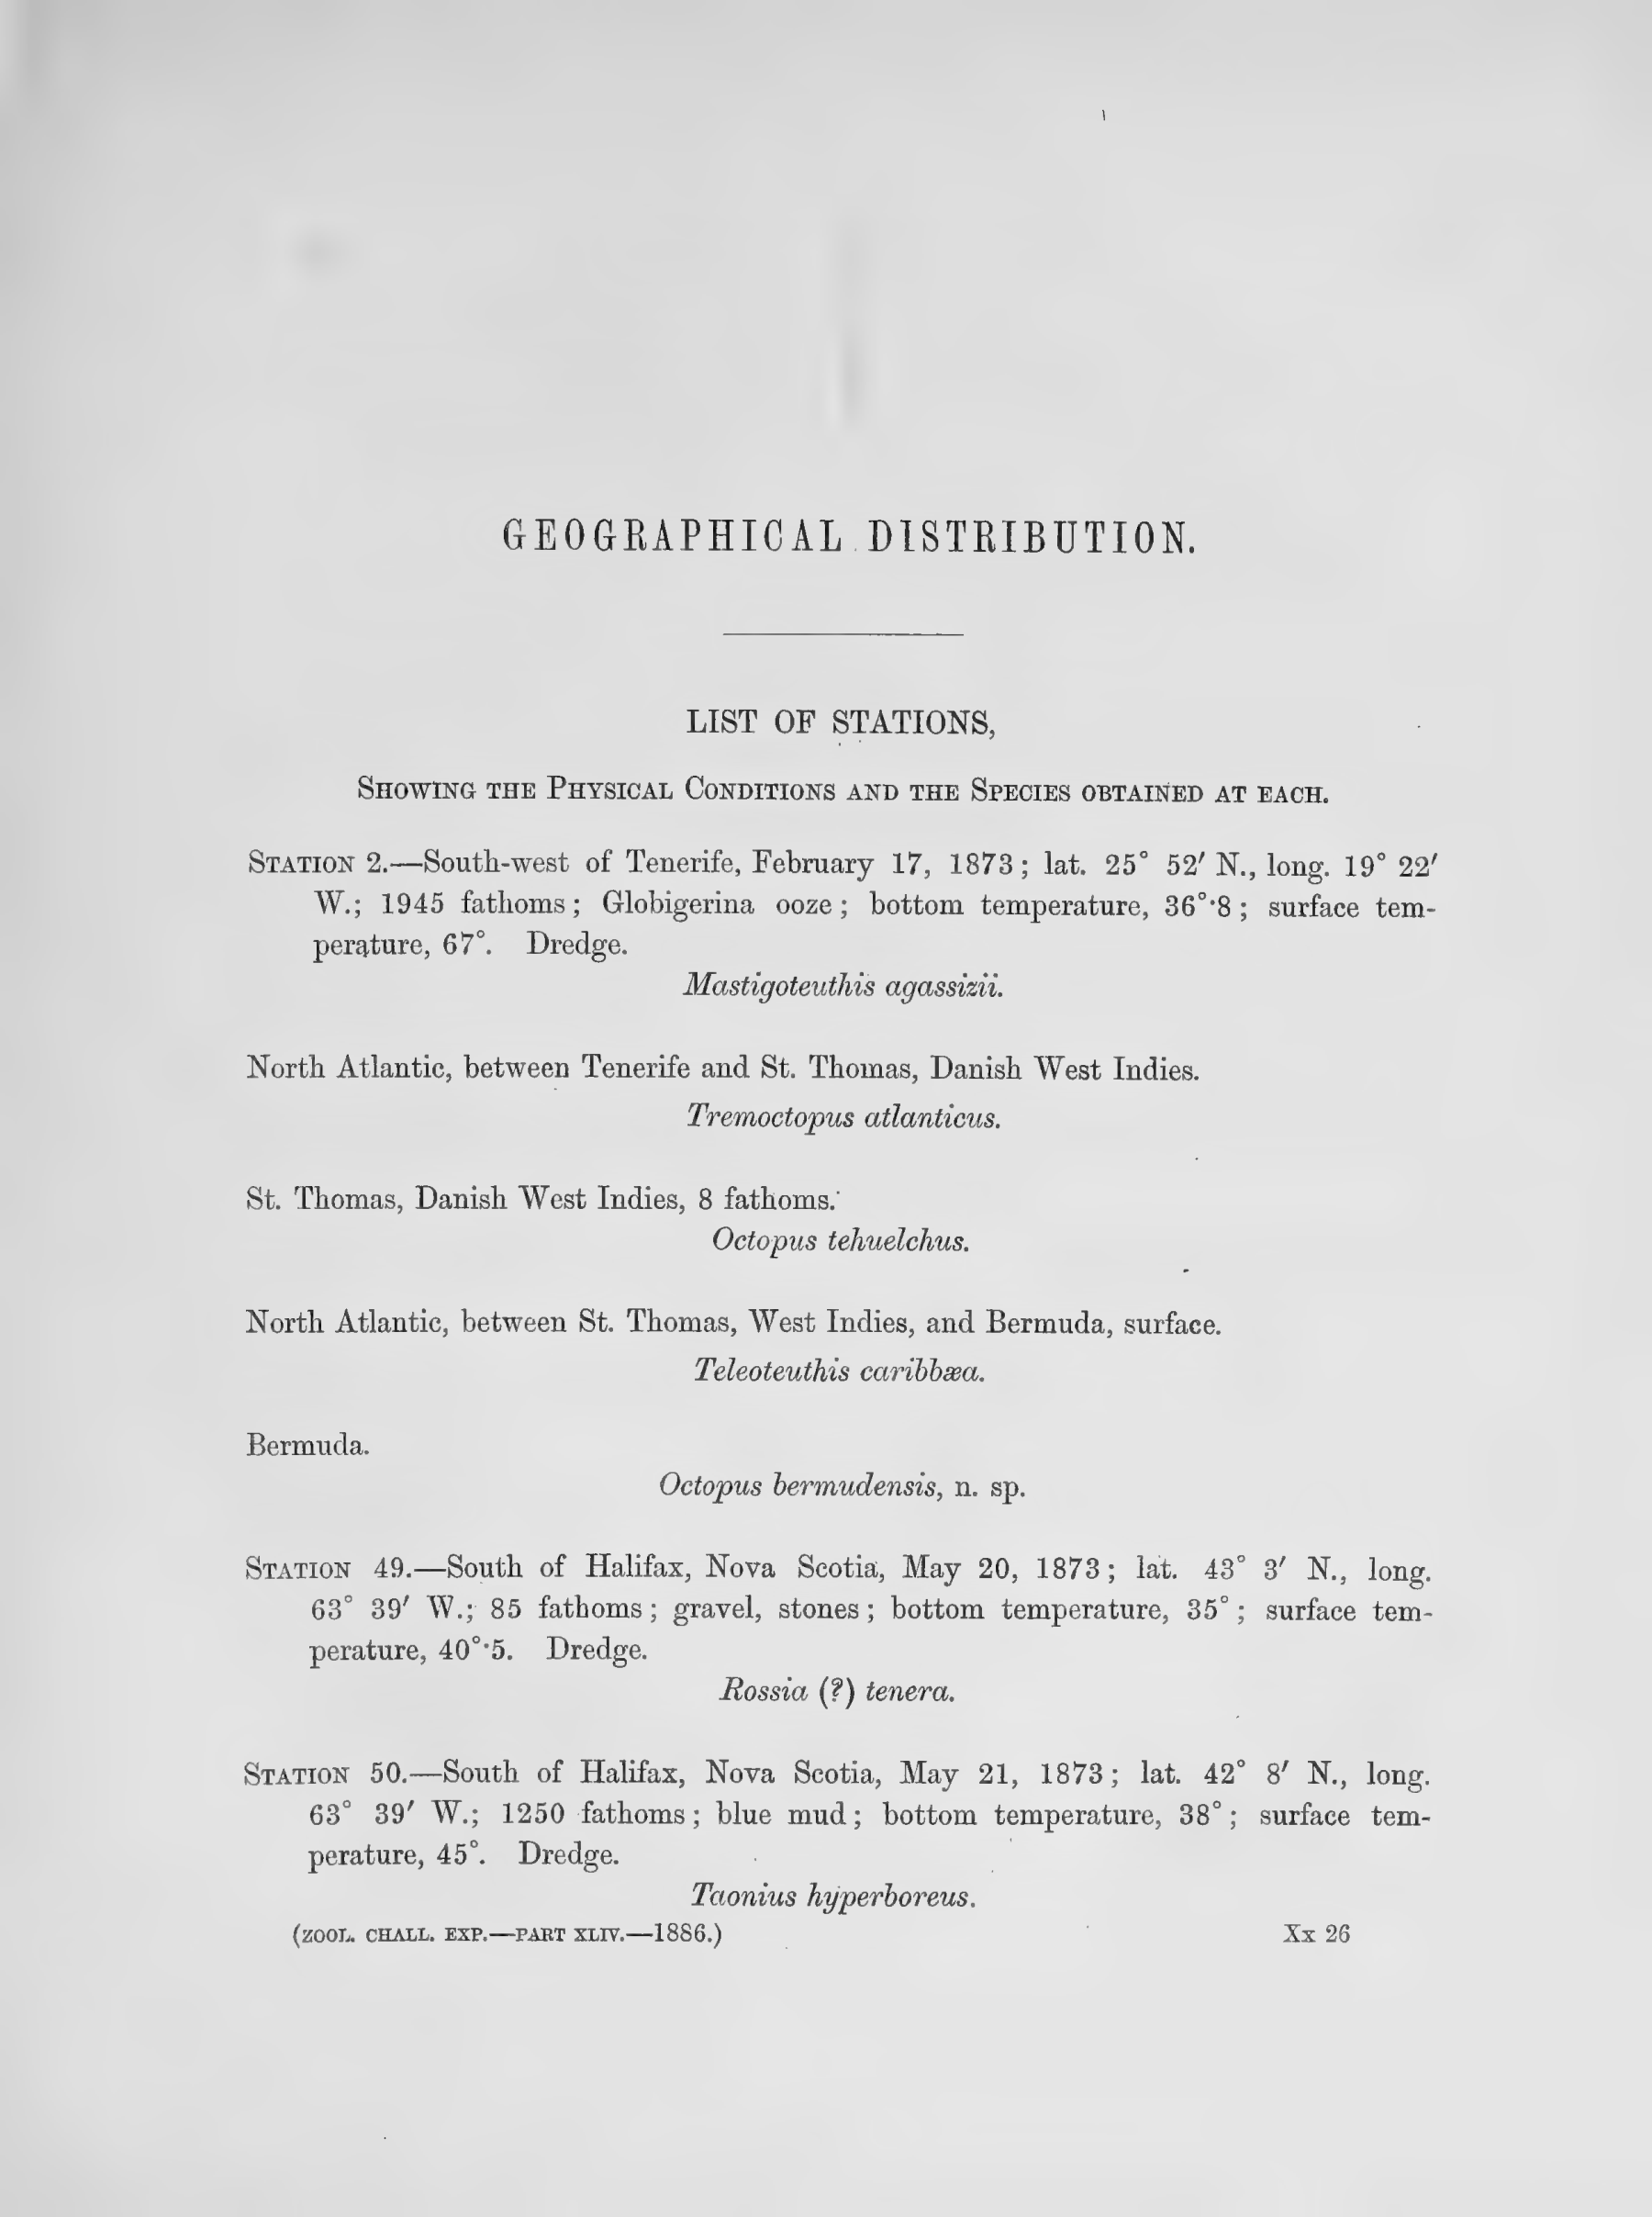 GEOGRAPHICAL DISTRIBUTION.
LIST OF STATIONS,
Showing the Physical Conditions and the Species obtained at each.
Station 2.—South-west of Tenerife, February 17, 1873; lat. 25° 52′ N., long. 19° 22′
W.; 1945 fathoms; Globigerina ooze; bottom temperature, 36°·8; surface tem-
perature, 67°. Dredge.
Mastigoteuthis agassizii.
North Atlantic, between Tenerife and St. Thomas, Danish West Indies.
Tremoctopus atlanticus.
St. Thomas, Danish West Indies, 8 fathoms.
Octopus tehuelchus.
North Atlantic, between St. Thomas, West Indies, and Bermuda, surface.
Teleoteuthis caribbæa.
Bermuda.
Octopus bermudensis, n. sp.
Station 49.—South of Halifax, Nova Scotia, May 20, 1873; lat. 43° 3′ N., long.
63° 39′ W.; 85 fathoms; gravel, stones; bottom temperature, 35°; surface tem-
perature, 40°·5. Dredge.
Rossia (?) tenera.
Station 50.—South of Halifax, Nova Scotia, May 21, 1873; lat. 42° 8′ N., long.
63° 39′ W.; 1250 fathoms; blue mud; bottom temperature, 38°; surface tem-
perature, 45°. Dredge.
Taonius hyperboreus.
(ZOOL. CHALL. EXP.—PART XLIV.—1886.) Xx 26